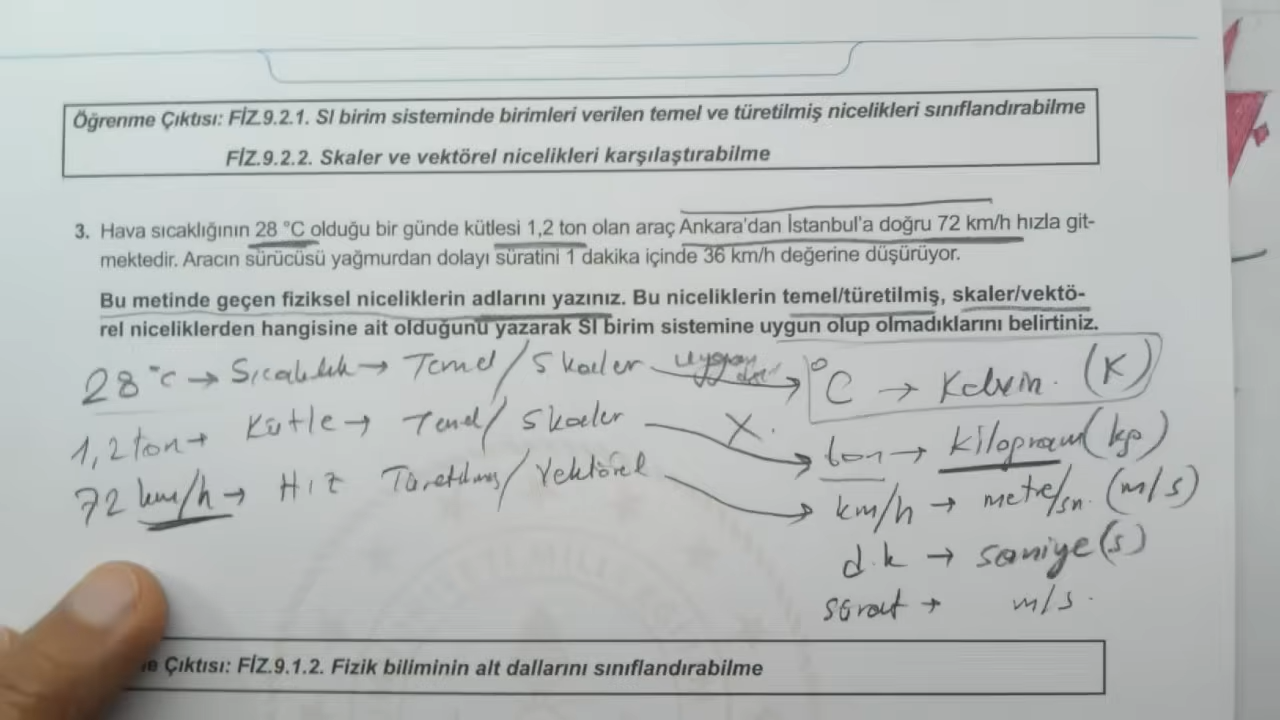 Öğrenme Çıktısı: FİZ.9.2.1. SI birim sisteminde birimleri verilen temel ve türetilmiş nicelikleri sınıflandırabilme
FİZ.9.2.2. Skaler ve vektörel nicelikleri karşılaştırabilme
3. Hava sıcaklığının 28 °C olduğu bir günde kütlesi 1,2 ton olan araç Ankara'dan İstanbul'a doğru 72 km/h hızla git-
mektedir. Aracın sürücüsü yağmurdan dolayı süratini 1 dakika içinde 36 km/h değerine düşürüyor.
Bu metinde geçen fiziksel niceliklerin adlarını yazınız. Bu niceliklerin temel/türetilmiş, skaler/vektö-
rel niceliklerden hangisine ait olduğunu yazarak SI birim sistemine uygun olup olmadıklarını belirtiniz.
28 °C → Sıcaklık → Temel / Skaler uygun değil → °C → Kelvin. (K)
1,2 ton → Kütle → Temel / Skaler X. → ton → kilogram (kg)
72 km/h → HIZ Türetilmiş / Vektörel → km/h → metre/sn. (m/s)
d.k → saniye (s)
sürat → m/s.
e Çıktısı: FİZ.9.1.2. Fizik biliminin alt dallarını sınıflandırabilme